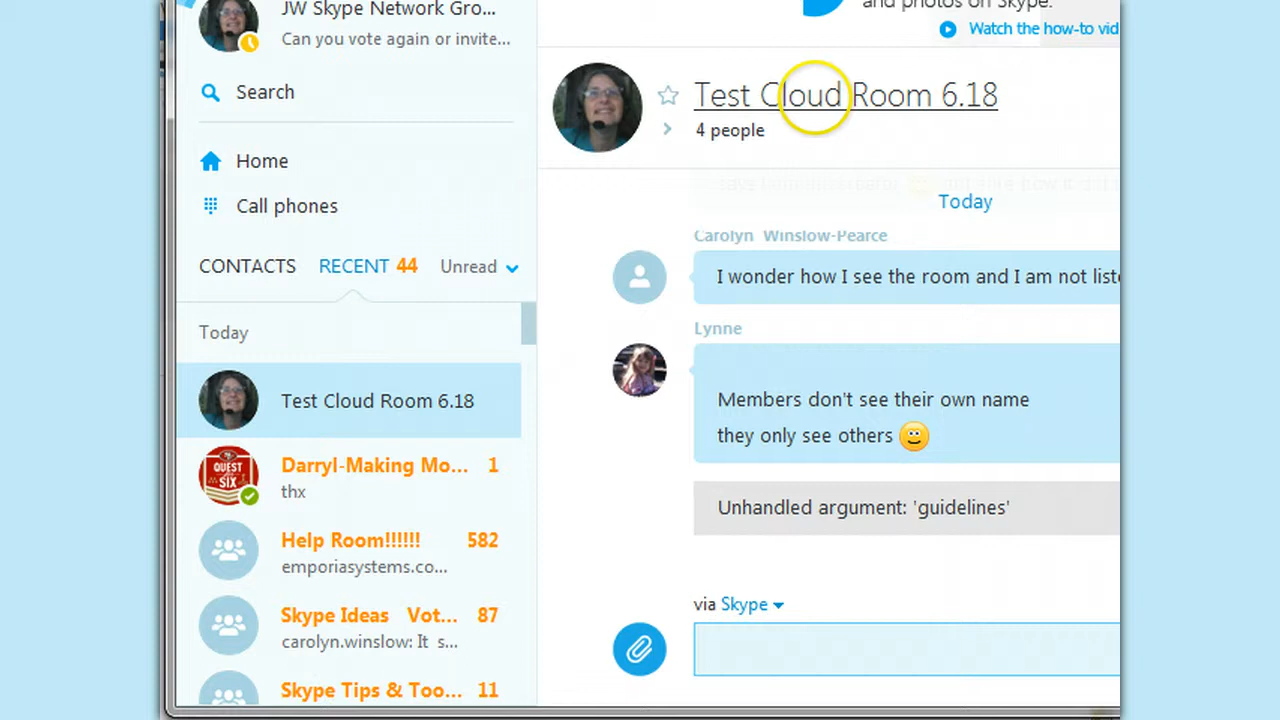 JW Skype Network Gro...
Can you vote again or invite...
Search
Home
Call phones
CONTACTS RECENT 44 Unread
Today
Test Cloud Room 6.18
Darryl-Making Mo... 1
thx
QUEST
SIX
Help Room!!!!!! 582
emporiasystems.co...
Skype Ideas Vot... 87
carolyn.winslow: It s...
Skype Tips & Too... 11
and photos on Skype.
Watch the how-to vid
Test Cloud Room 6.18
4 people
Today
Carolyn Winslow-Pearce
I wonder how I see the room and I am not liste
Lynne
Members don't see their own name
they only see others
Unhandled argument: 'guidelines'
via Skype